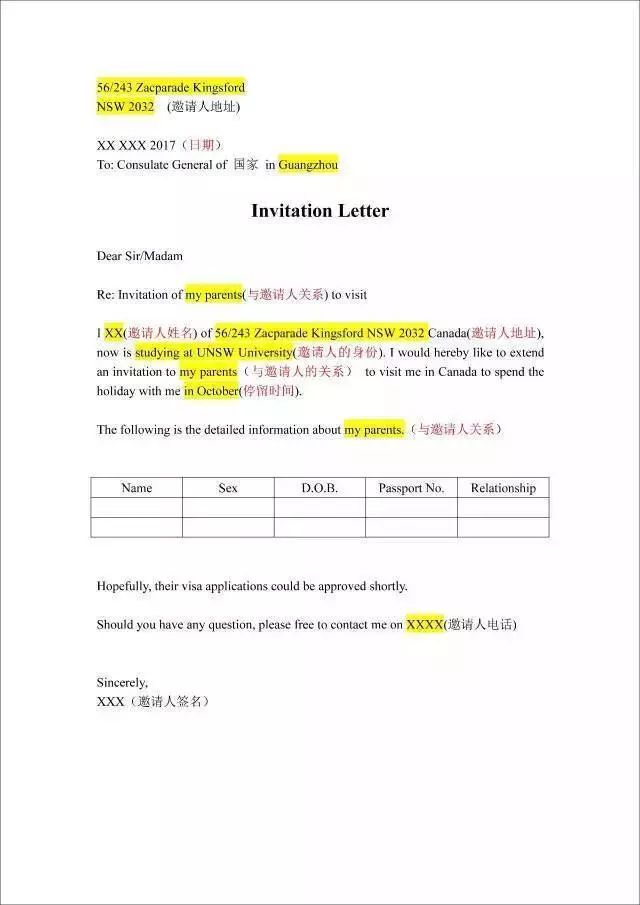 56/243 Zacparade Kingsford
NSW 2032 (邀请人地址)
XX XXX 2017（日期）
To: Consulate General of 国家 in Guangzhou
Invitation Letter
Dear Sir/Madam
Re: Invitation of my parents(与邀请人关系) to visit
I XX(邀请人姓名) of 56/243 Zacparade Kingsford NSW 2032 Canada(邀请人地址),
now is studying at UNSW University(邀请人的身份). I would hereby like to extend
an invitation to my parents（与邀请人的关系） to visit me in Canada to spend the
holiday with me in October(停留时间).
The following is the detailed information about my parents.（与邀请人关系）
Name Sex D.O.B. Passport No. Relationship
Hopefully, their visa applications could be approved shortly.
Should you have any question, please free to contact me on XXXX(邀请人电话)
Sincerely,
XXX（邀请人签名）